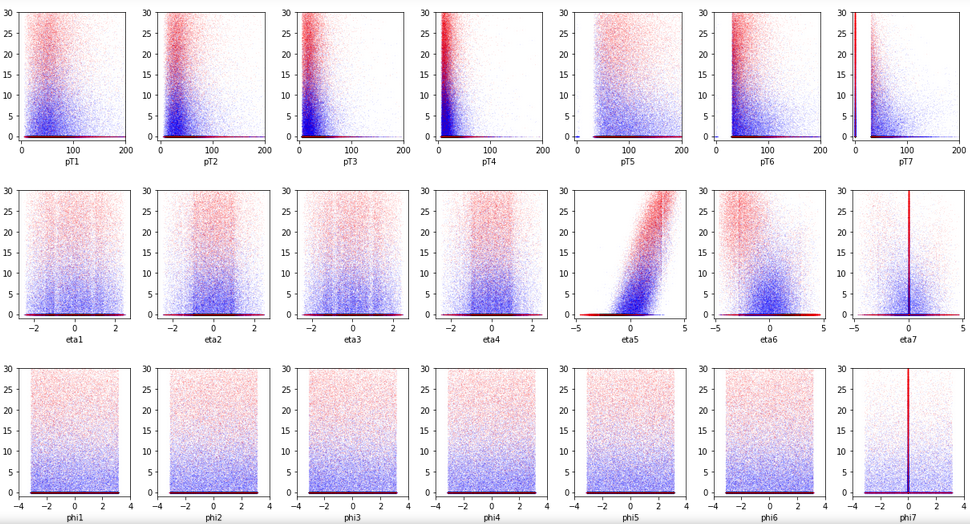 30 30 30 30 30 30 30
25 25 25 25 25 25 25
20 20 20 20 20 20 20
15 15 15 15 15 15 15
10 10 10 10 10 10 10
5 5 5 5 5 5 5
0 0 0 0 0 0 0
0 100 200 0 100 200 0 100 200 0 100 200 0 100 200 0 100 200 0 100 200
pT1 pT2 pT3 pT4 pT5 pT6 pT7
30 30 30 30 30 30 30
25 25 25 25 25 25 25
20 20 20 20 20 20 20
15 15 15 15 15 15 15
10 10 10 10 10 10 10
5 5 5 5 5 5 5
0 0 0 0 0 0 0
−2 0 2 −2 0 2 −2 0 2 −2 0 2 −5 0 5 −5 0 5 −5 0 5
eta1 eta2 eta3 eta4 eta5 eta6 eta7
30 30 30 30 30 30 30
25 25 25 25 25 25 25
20 20 20 20 20 20 20
15 15 15 15 15 15 15
10 10 10 10 10 10 10
5 5 5 5 5 5 5
0 0 0 0 0 0 0
−4 −2 0 2 4 −4 −2 0 2 4 −4 −2 0 2 4 −4 −2 0 2 4 −4 −2 0 2 4 −4 −2 0 2 4 −4 −2 0 2 4
phi1 phi2 phi3 phi4 phi5 phi6 phi7